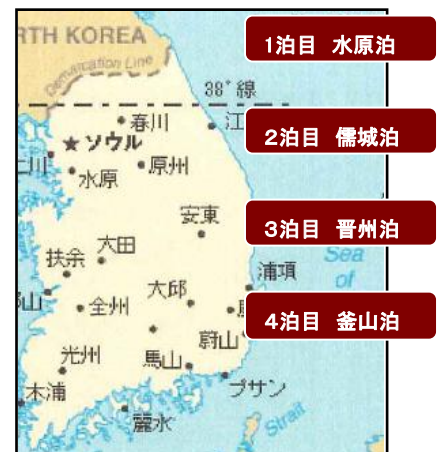 RTH KOREA
1泊目 水原泊
Demarcation Line
38°線
春川
江
ソウル
2泊目 儒城泊
川
原州
水原
安東
3泊目 晋州泊
大田
扶余
Sea
of
浦項
山
大邱
全州
4泊目 釜山泊
蔚山
光州
馬山
プサン
木浦
麗水
Strait